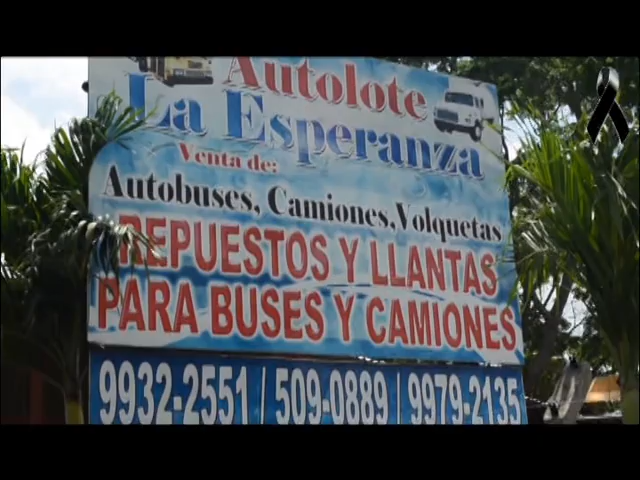 Autolote
La Esperanza
Venta de:
Autobuses, Camiones, Volquetas
REPUESTOS Y LLANTAS
PARA BUSES Y CAMIONES
9932-2551 | 509-0889 | 9979-2135